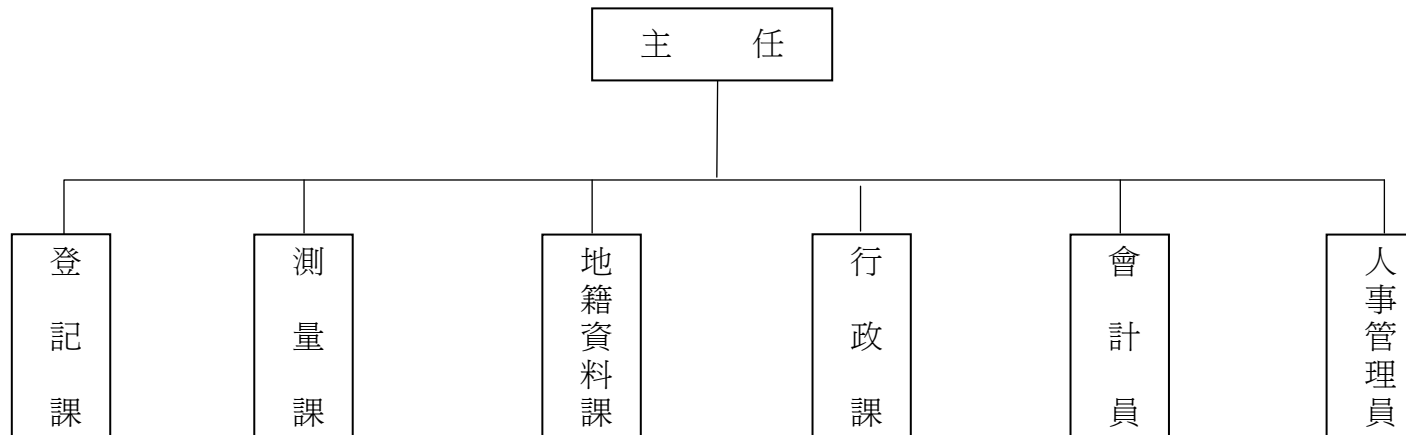 主任
登記課
測量課
地籍資料課
行政課
會計員
人事管理員